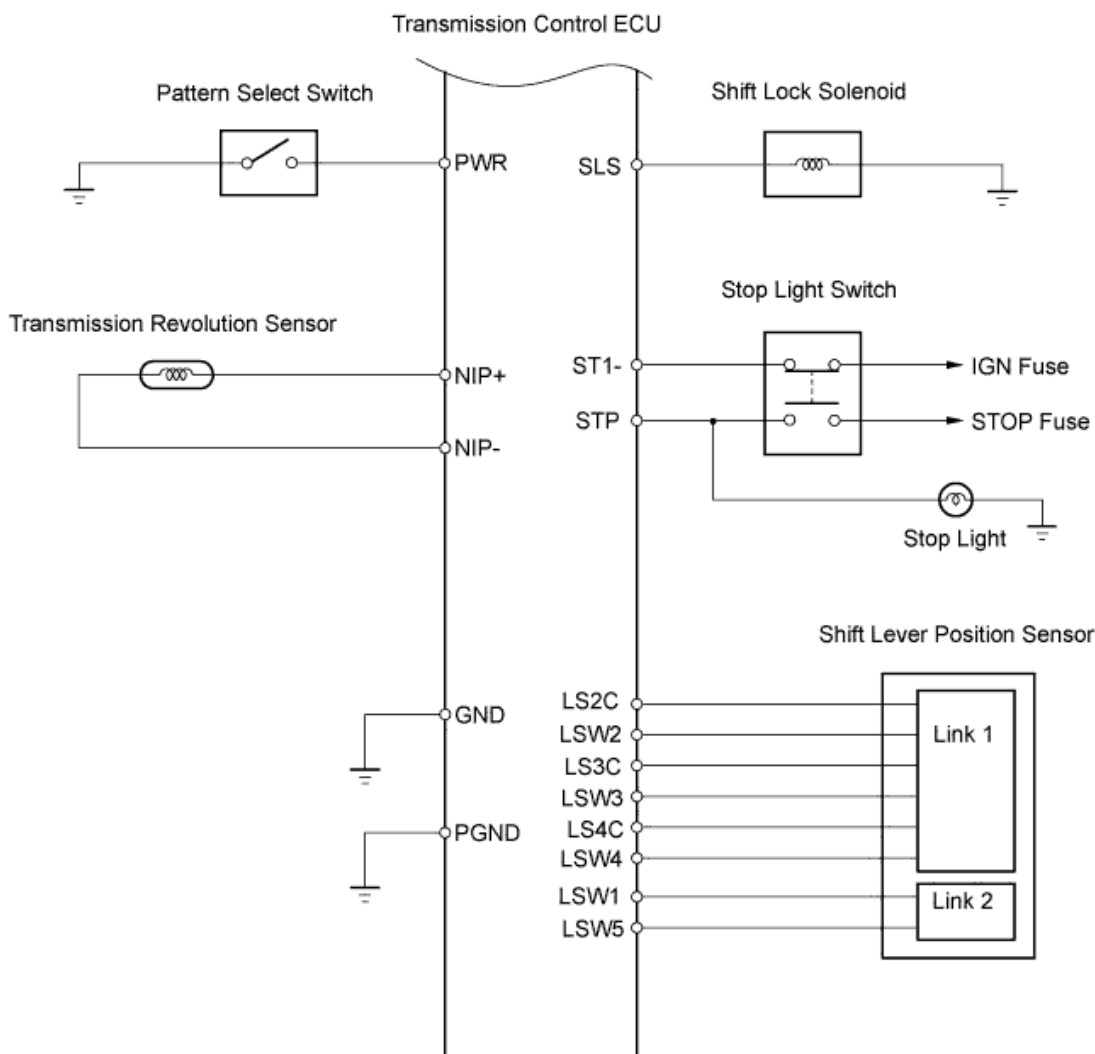 Transmission Control ECU
Pattern Select Switch
Shift Lock Solenoid
PWR
SLS
Stop Light Switch
Transmission Revolution Sensor
ST1-
IGN Fuse
NIP+
STP
STOP Fuse
NIP-
Stop Light
Shift Lever Position Sensor
LS2C
GND
LSW2
Link 1
LS3C
LSW3
LS4C
PGND
LSW4
LSW1
Link 2
LSW5